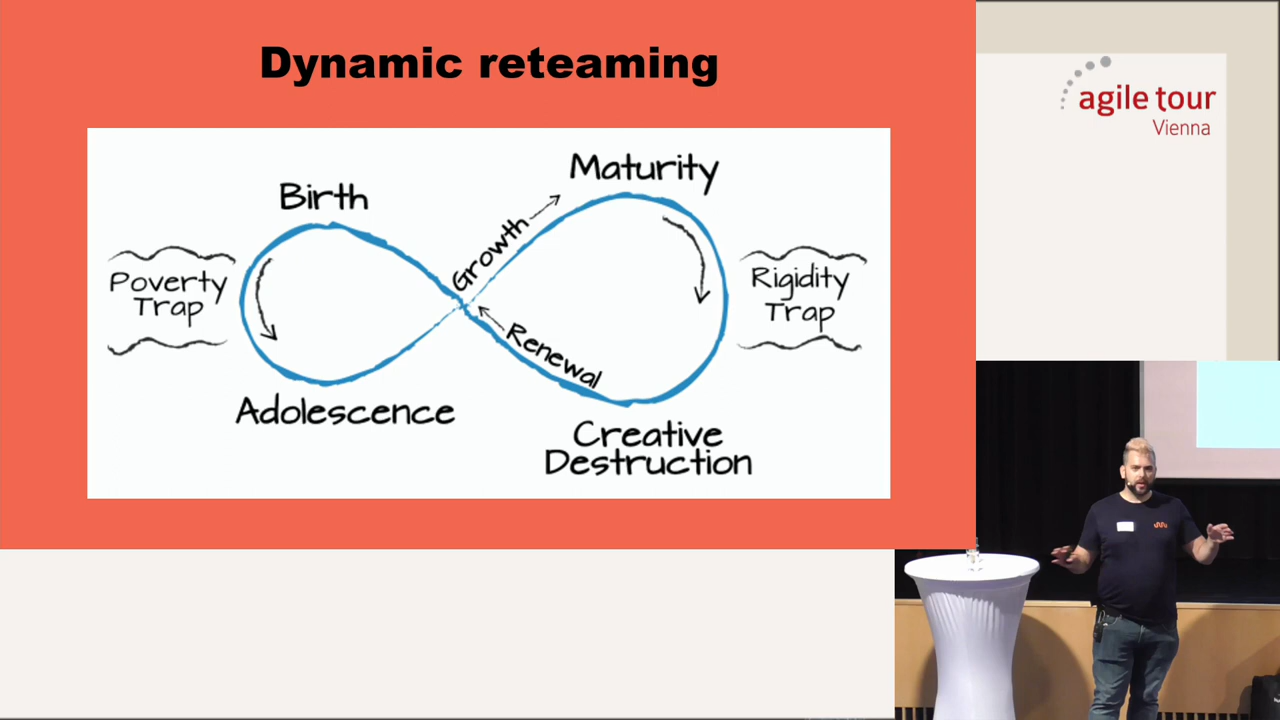 Dynamic reteaming
agile tour
Vienna
Birth
Maturity
Growth
Poverty
Trap
Rigidity
Trap
Renewal
Adolescence
Creative
Destruction